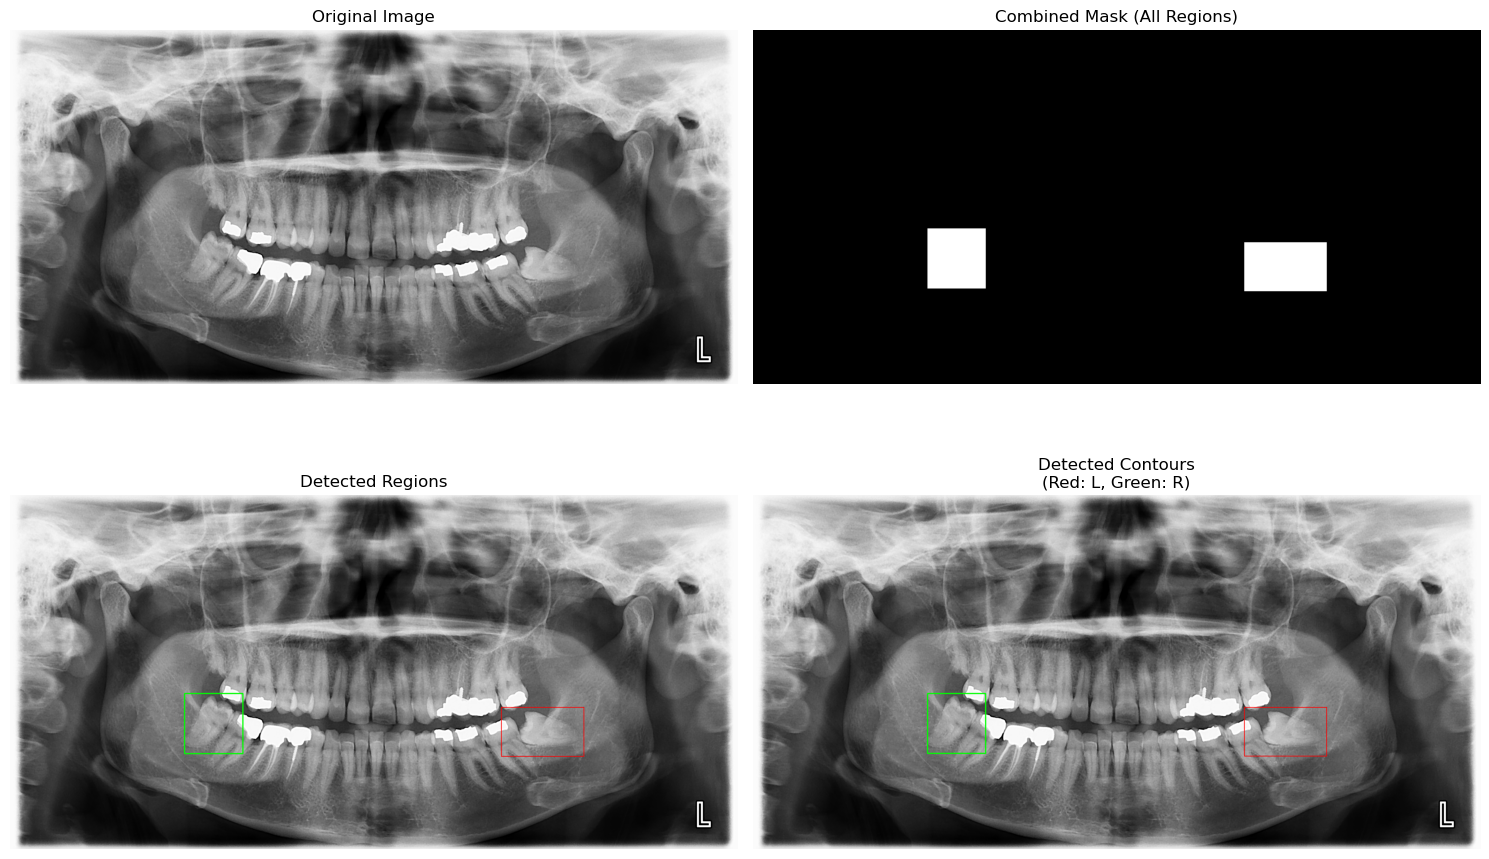 Original Image
Combined Mask (All Regions)
L
Detected Regions
Detected Contours
(Red: L, Green: R)
L
L